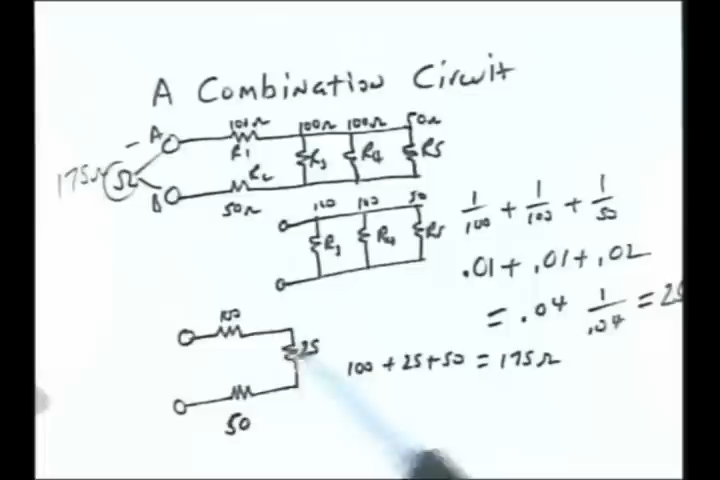 A Combination Circuit
100Ω 100Ω 100Ω 50Ω
A R1 R3 R4 R5
175Ω Ω
B R2
50Ω
100 100 50
R3 R4 R5
1/100 + 1/100 + 1/50
.01 + .01 + .02
= .04 1/.04 = 25
100
25
50
100 + 25 + 50 = 175Ω